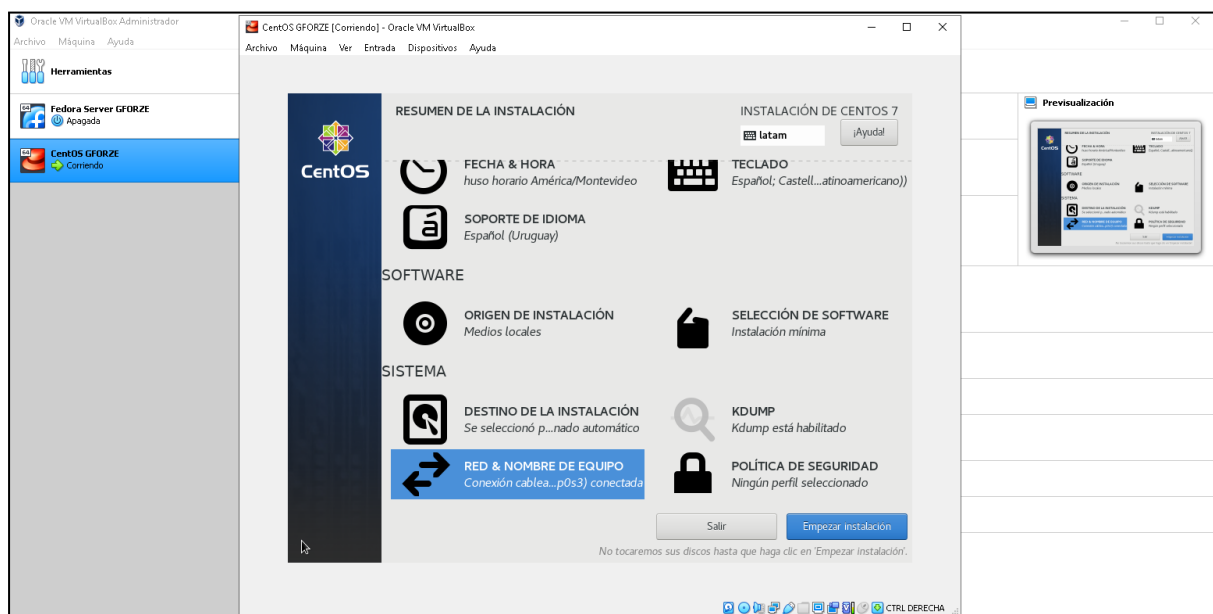 Oracle VM VirtualBox Administrador
Archivo Máquina Ayuda
Herramientas
64 Fedora Server GFORZE
Apagada
64 CentOS GFORZE
Corriendo
CentOS GFORZE [Corriendo] - Oracle VM VirtualBox
Archivo Máquina Ver Entrada Dispositivos Ayuda
CentOS
RESUMEN DE LA INSTALACIÓN
INSTALACIÓN DE CENTOS 7
latam
¡Ayuda!
FECHA & HORA
huso horario América/Montevideo
TECLADO
Español; Castell...atinoamericano))
SOPORTE DE IDIOMA
Español (Uruguay)
SOFTWARE
ORIGEN DE INSTALACIÓN
Medios locales
SELECCIÓN DE SOFTWARE
Instalación mínima
SISTEMA
DESTINO DE LA INSTALACIÓN
Se seleccionó p...nado automático
KDUMP
Kdump está habilitado
RED & NOMBRE DE EQUIPO
Conexión cablea...p0s3) conectada
POLÍTICA DE SEGURIDAD
Ningún perfil seleccionado
Salir
Empezar instalación
No tocaremos sus discos hasta que haga clic en 'Empezar instalación'.
CTRL DERECHA
Previsualización